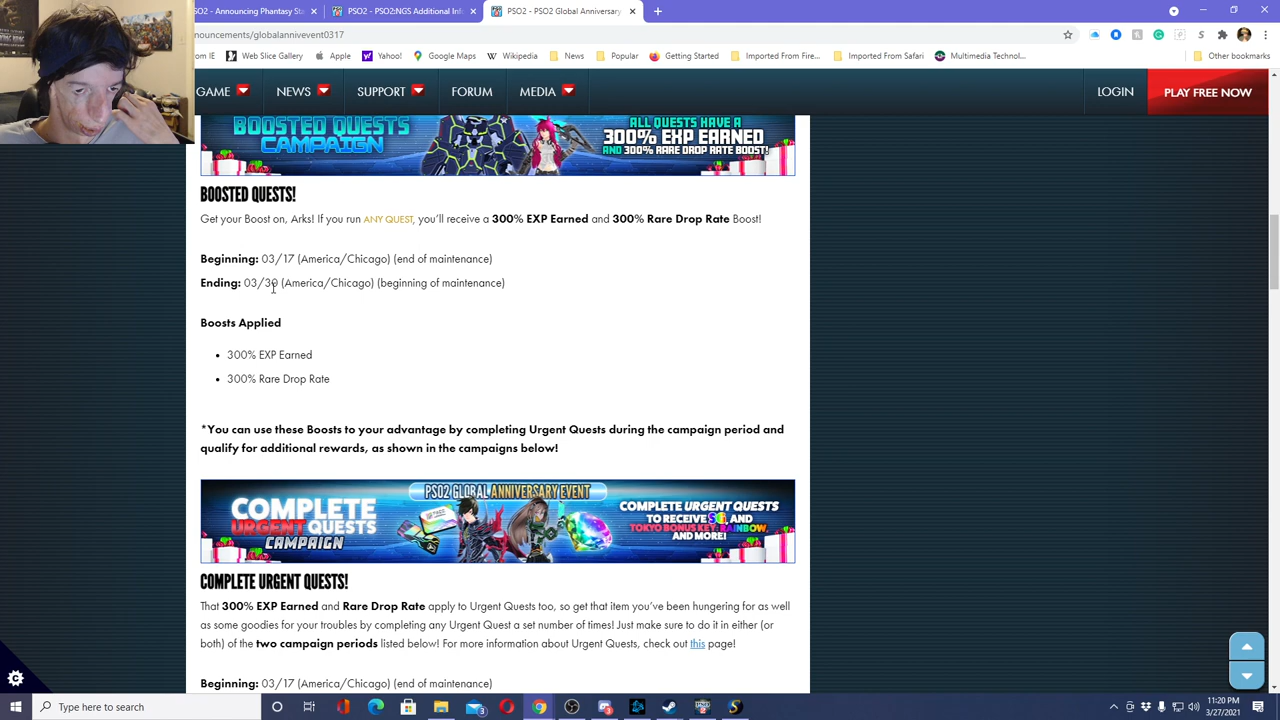 PSO2 - Announcing Phantasy Sta
PSO2 - PSO2:NGS Additional Inf
PSO2 - PSO2 Global Anniversary
nouncements/globalannivevent0317
om IE
Web Slice Gallery
Apple
Yahoo!
Google Maps
Wikipedia
News
Popular
Getting Started
Imported From Fire...
Imported From Safari
Multimedia Technol...
Other bookmarks
GAME
NEWS
SUPPORT
FORUM
MEDIA
LOGIN
PLAY FREE NOW
BOOSTED QUESTS
CAMPAIGN
ALL QUESTS HAVE A
300% EXP EARNED
AND 300% RARE DROP RATE BOOST!
BOOSTED QUESTS!
Get your Boost on, Arks! If you run ANY QUEST, you'll receive a 300% EXP Earned and 300% Rare Drop Rate Boost!
Beginning: 03/17 (America/Chicago) (end of maintenance)
Ending: 03/30 (America/Chicago) (beginning of maintenance)
Boosts Applied
• 300% EXP Earned
• 300% Rare Drop Rate
*You can use these Boosts to your advantage by completing Urgent Quests during the campaign period and
qualify for additional rewards, as shown in the campaigns below!
PSO2 GLOBAL ANNIVERSARY EVENT
COMPLETE
URGENT QUESTS
CAMPAIGN
COMPLETE URGENT QUESTS
TO RECEIVE SG, AND
TOKYO BONUS KEY: RAINBOW,
AND MORE!
COMPLETE URGENT QUESTS!
That 300% EXP Earned and Rare Drop Rate apply to Urgent Quests too, so get that item you've been hungering for as well
as some goodies for your troubles by completing any Urgent Quest a set number of times! Just make sure to do it in either (or
both) of the two campaign periods listed below! For more information about Urgent Quests, check out this page!
Beginning: 03/17 (America/Chicago) (end of maintenance)
Type here to search
11:20 PM
3/27/2021